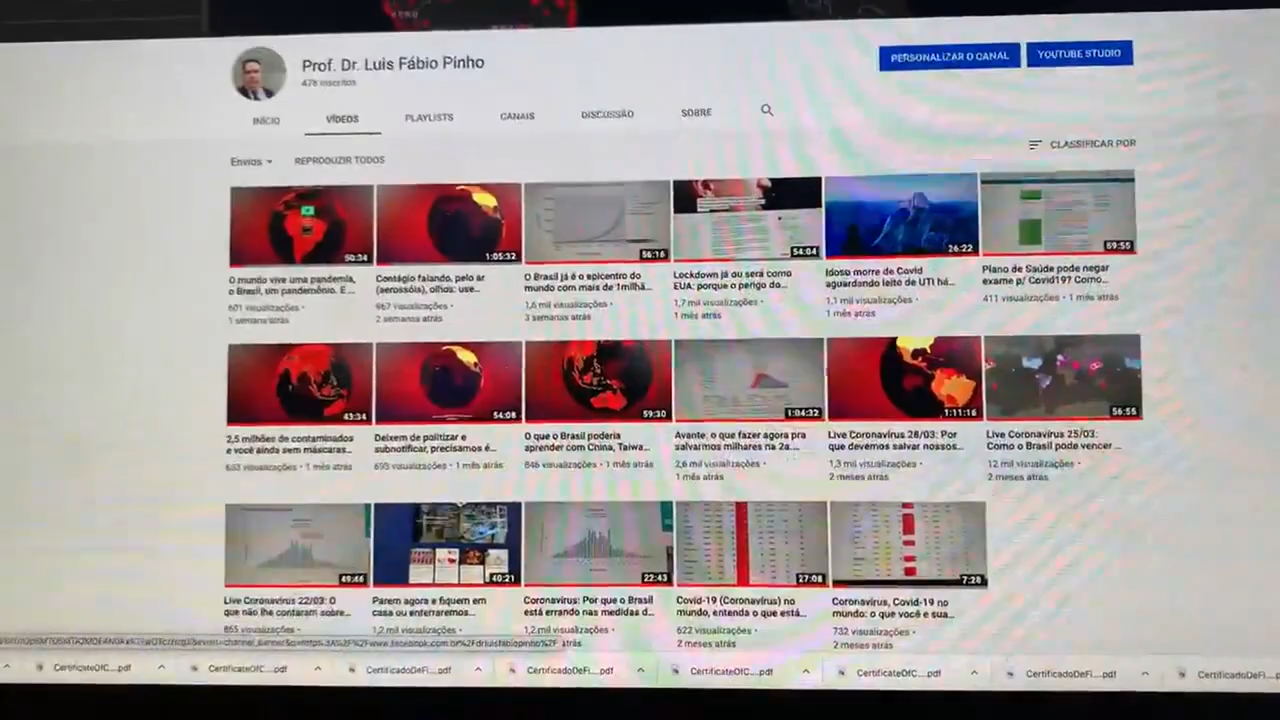 Prof. Dr. Luis Fábio Pinho
478 inscritos
PERSONALIZAR O CANAL
YOUTUBE STUDIO
INÍCIO
VÍDEOS
PLAYLISTS
CANAIS
DISCUSSÃO
SOBRE
Envios
REPRODUZIR TODOS
CLASSIFICAR POR
50:34
1:05:32
56:16
54:04
26:22
59:55
O mundo vive uma pandemia,
o Brasil, um pandemônio. E ...
601 visualizações •
1 semana atrás
Contágio falando, pelo ar
(aerossóis), olhos: use...
967 visualizações •
2 semanas atrás
O Brasil já é o epicentro do
mundo com mais de 1milhã...
1,6 mil visualizações •
3 semanas atrás
Lockdown já ou será como
EUA: porque o perigo do...
1,7 mil visualizações •
1 mês atrás
Idoso morre de Covid
aguardando leito de UTI há...
1,1 mil visualizações •
1 mês atrás
Plano de Saúde pode negar
exame p/ Covid19? Como...
411 visualizações • 1 mês atrás
43:34
54:08
59:30
1:04:32
1:11:16
56:55
2,5 milhões de contaminados
e você ainda sem máscaras...
visualizações • 1 mês atrás
Deixem de politizar e
subnotificar, precisamos é...
695 visualizações • 1 mês atrás
O que o Brasil poderia
aprender com China, Taiwa...
846 visualizações • 1 mês atrás
Avante: o que fazer agora pra
salvarmos milhares na 2a...
2,6 mil visualizações •
1 mês atrás
Live Coronavírus 28/03: Por
que devemos salvar nossos...
1,3 mil visualizações •
2 meses atrás
Live Coronavírus 25/03:
Como o Brasil pode vencer ...
12 mil visualizações •
2 meses atrás
49:46
40:21
22:43
27:08
7:28
Live Coronavírus 22/03: O
que não lhe contaram sobre...
865 visualizações •
Parem agora e fiquem em
casa ou enterraremos...
1,2 mil visualizações •
Coronavírus: Por que o Brasil
está errando nas medidas d...
1,2 mil visualizações •
atrás
Covid-19 (Coronavírus) no
mundo, entenda o que está...
622 visualizações •
2 meses atrás
Coronavírus, Covid-19 no
mundo: o que você e sua...
732 visualizações •
2 meses atrás
CertificateOfC....pdf
CertificateOfC....pdf
CertificadoDeFi....pdf
CertificadoDeFi....pdf
CertificateOfC....pdf
CertificateOfC....pdf
CertificadoDeFi....pdf
CertificadoDeFi....p